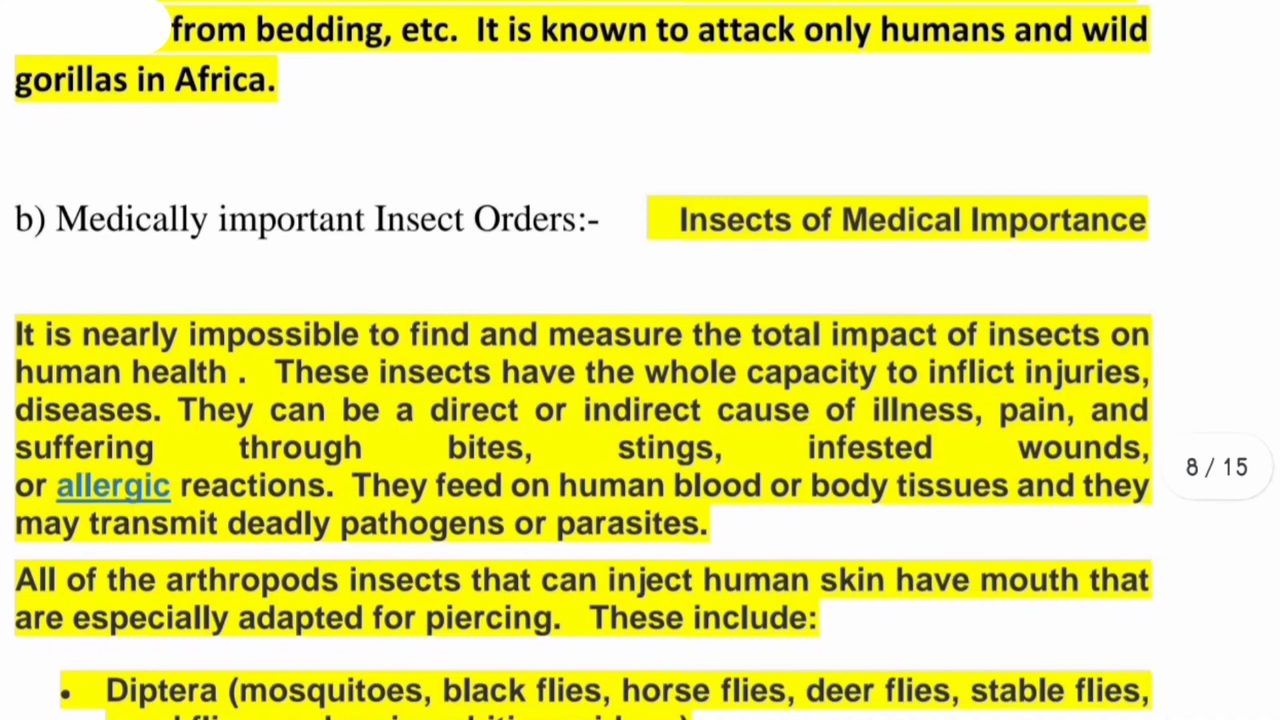 from bedding, etc. It is known to attack only humans and wild
gorillas in Africa.
b) Medically important Insect Orders:- Insects of Medical Importance
It is nearly impossible to find and measure the total impact of insects on
human health . These insects have the whole capacity to inflict injuries,
diseases. They can be a direct or indirect cause of illness, pain, and
suffering through bites, stings, infested wounds,
or allergic reactions. They feed on human blood or body tissues and they
may transmit deadly pathogens or parasites.
8 / 15
All of the arthropods insects that can inject human skin have mouth that
are especially adapted for piercing. These include:
• Diptera (mosquitoes, black flies, horse flies, deer flies, stable flies,